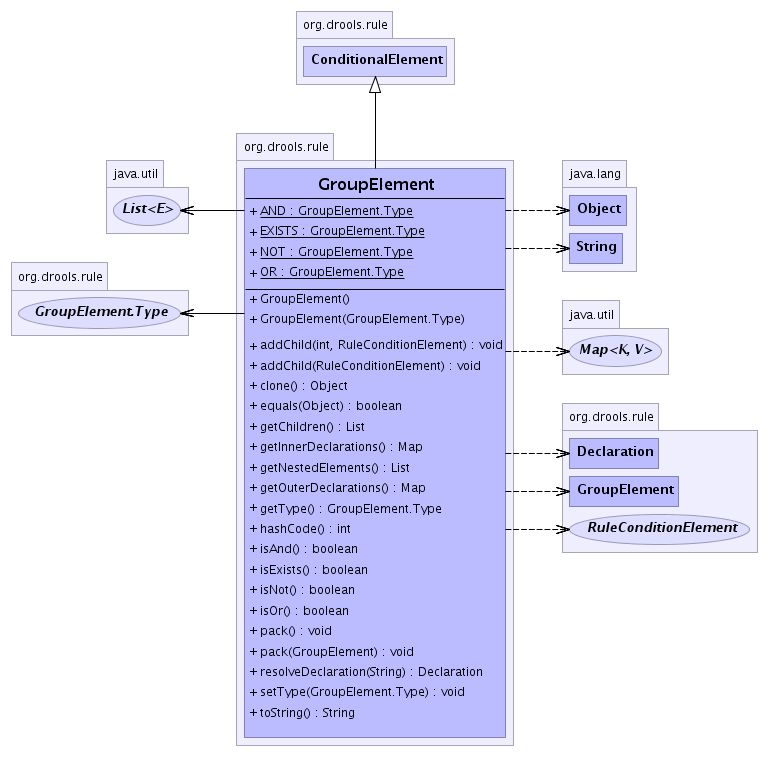 org.drools.rule
ConditionalElement
org.drools.rule
GroupElement
+ AND : GroupElement.Type
+ EXISTS : GroupElement.Type
+ NOT : GroupElement.Type
+ OR : GroupElement.Type
+ GroupElement()
+ GroupElement(GroupElement.Type)
+ addChild(int, RuleConditionElement) : void
+ addChild(RuleConditionElement) : void
+ clone() : Object
+ equals(Object) : boolean
+ getChildren() : List
+ getInnerDeclarations() : Map
+ getNestedElements() : List
+ getOuterDeclarations() : Map
+ getType() : GroupElement.Type
+ hashCode() : int
+ isAnd() : boolean
+ isExists() : boolean
+ isNot() : boolean
+ isOr() : boolean
+ pack() : void
+ pack(GroupElement) : void
+ resolveDeclaration(String) : Declaration
+ setType(GroupElement.Type) : void
+ toString() : String
java.util
List<E>
org.drools.rule
GroupElement.Type
java.lang
Object
String
java.util
Map<K, V>
org.drools.rule
Declaration
GroupElement
RuleConditionElement